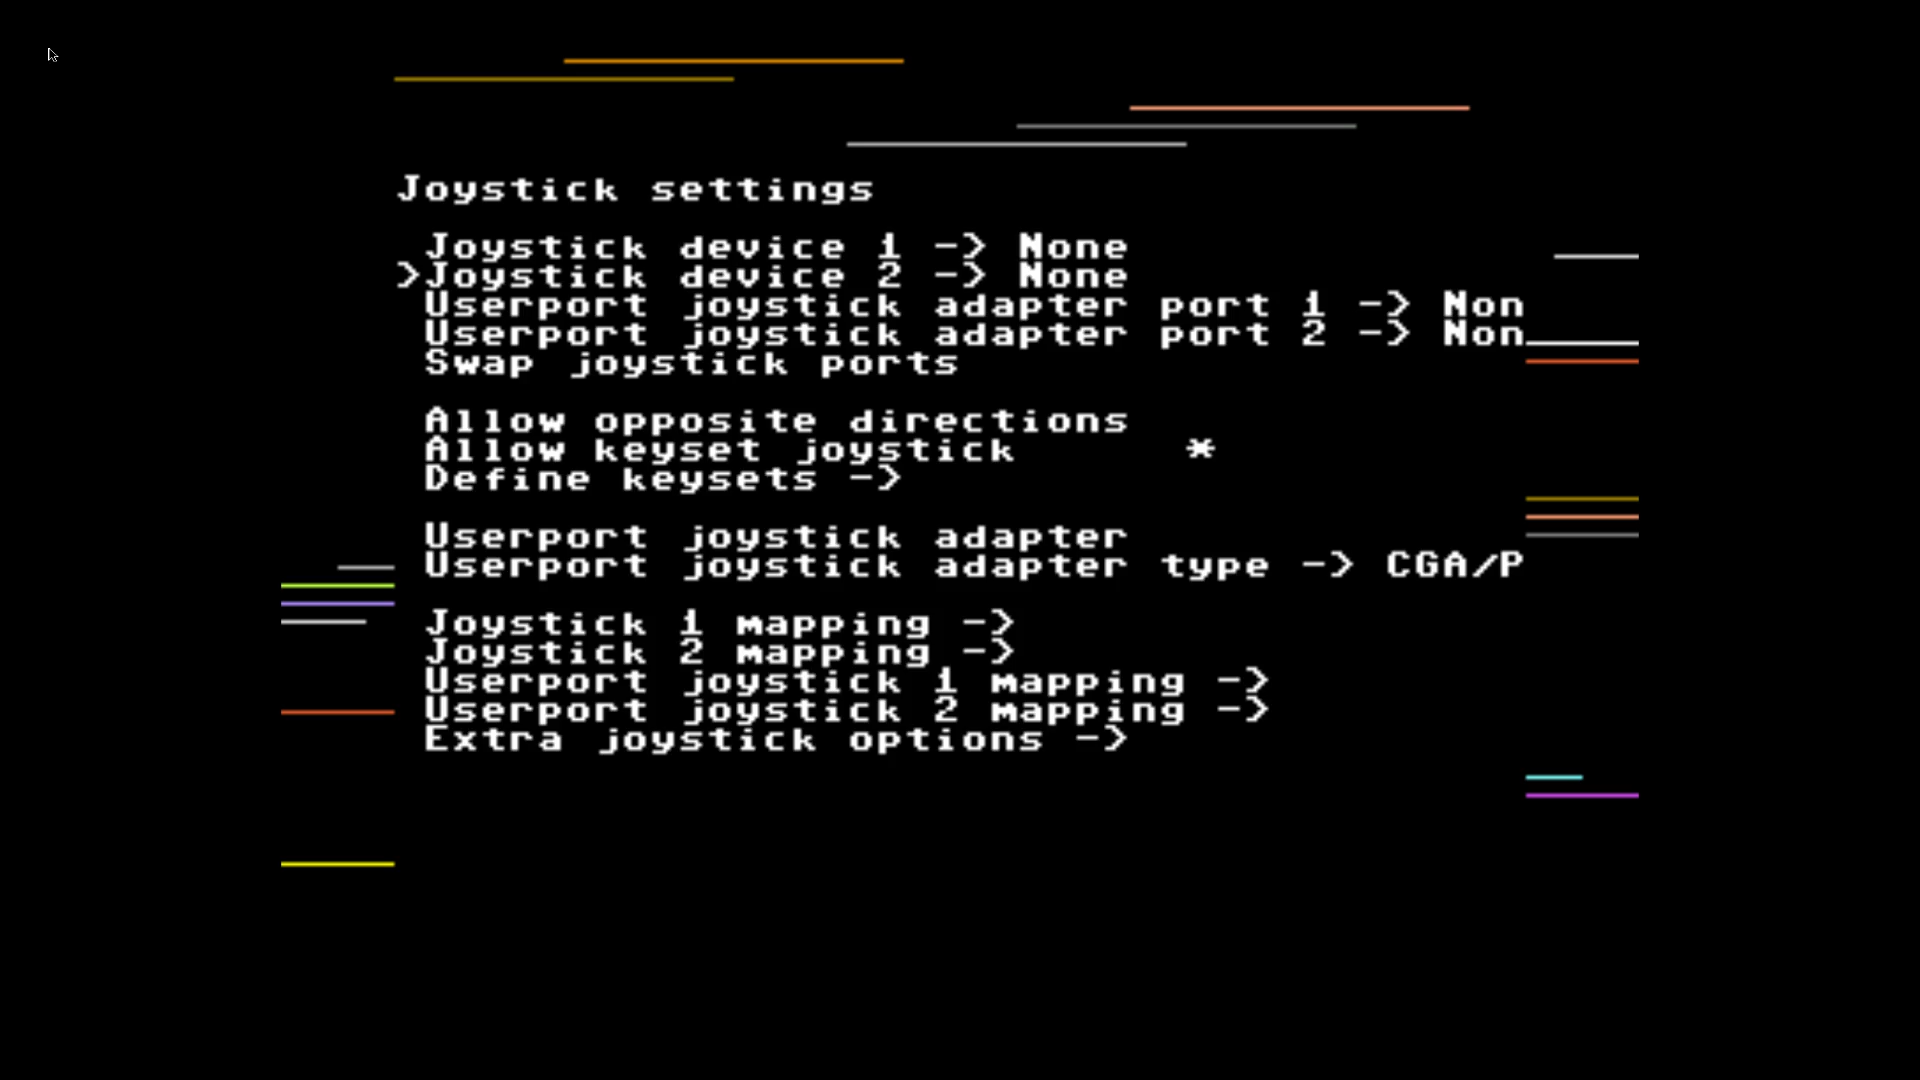 Joystick settings
Joystick device 1 -> None
>Joystick device 2 -> None
Userport joystick adapter port 1 -> Non
Userport joystick adapter port 2 -> Non
Swap joystick ports
Allow opposite directions
Allow keyset joystick *
Define keysets ->
Userport joystick adapter
Userport joystick adapter type -> CGA/P
Joystick 1 mapping ->
Joystick 2 mapping ->
Userport joystick 1 mapping ->
Userport joystick 2 mapping ->
Extra joystick options ->